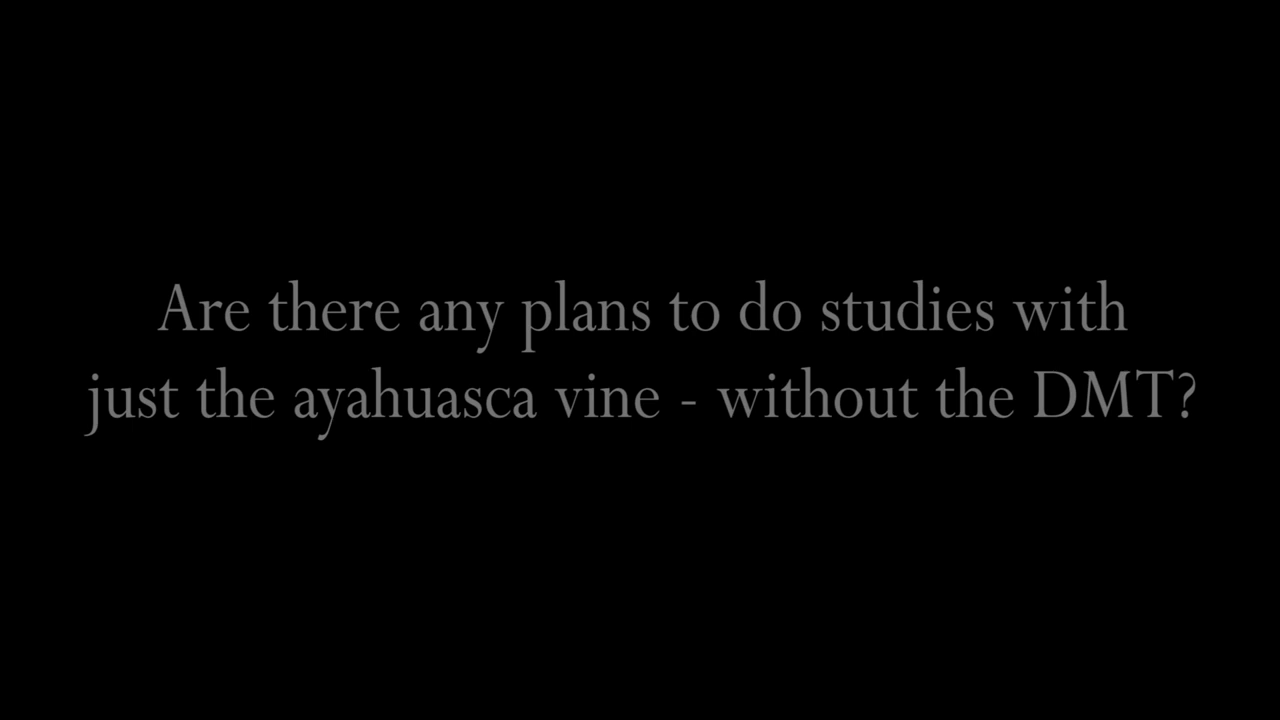 Are there any plans to do studies with
just the ayahuasca vine - without the DMT?